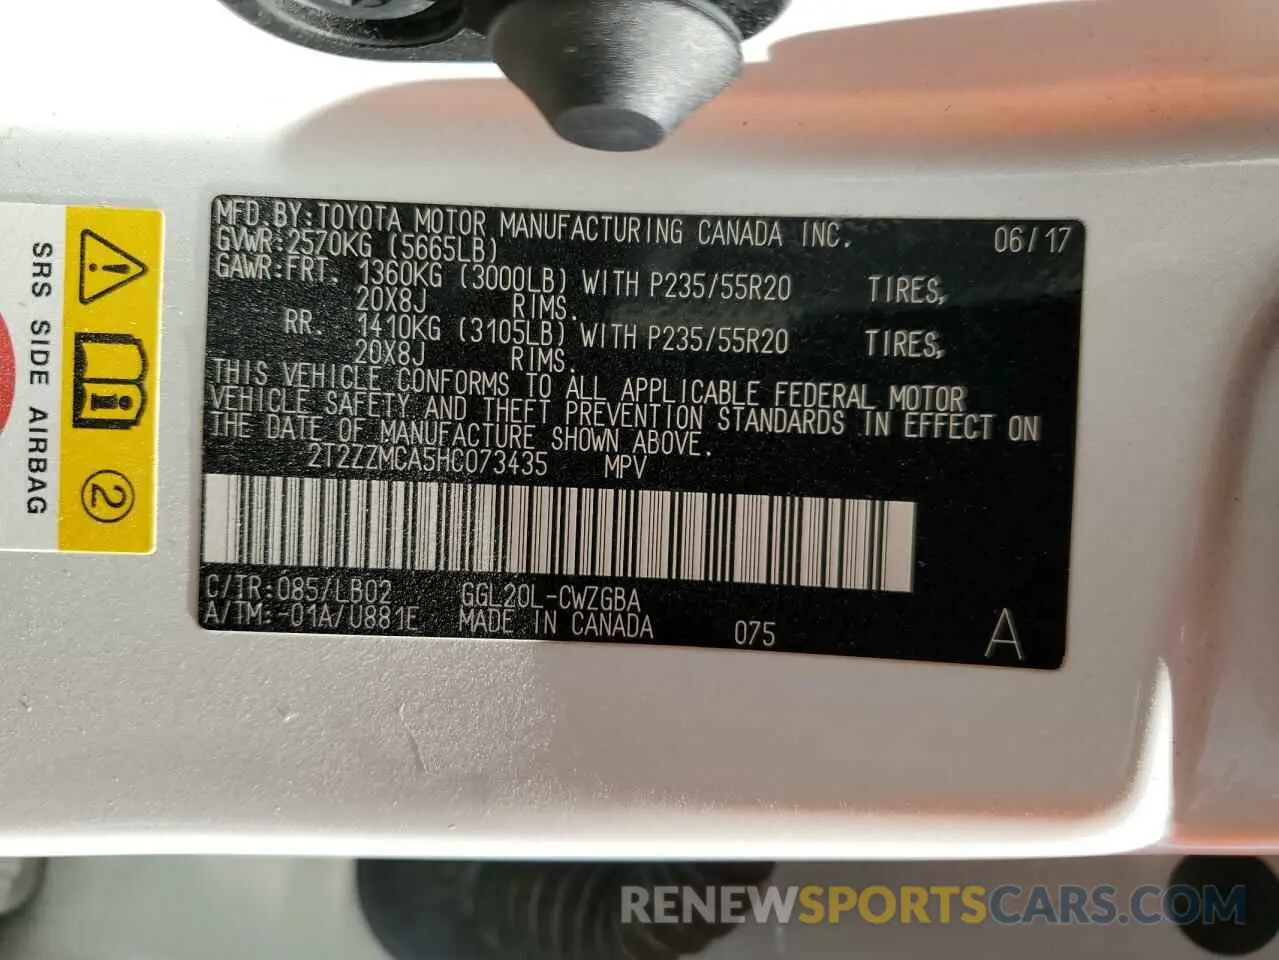 MFD. BY: TOYOTA MOTOR MANUFACTURING CANADA INC. 06/17
GVWR: 2570KG (5665LB)
GAWR: FRT. 1360KG (3000LB) WITH P235/55R20 TIRES,
20X8J RIMS.
RR. 1410KG (3105LB) WITH P235/55R20 TIRES,
20X8J RIMS.
THIS VEHICLE CONFORMS TO ALL APPLICABLE FEDERAL MOTOR
VEHICLE SAFETY AND THEFT PREVENTION STANDARDS IN EFFECT ON
THE DATE OF MANUFACTURE SHOWN ABOVE.
2T2ZZMCA5HC073435 MPV
C/TR: 085/LB02 GGL20L-CWZGBA
A/TM: -01A/U881E MADE IN CANADA 075 A
SRS SIDE AIRBAG
2
RENEWSPORTSCARS.COM